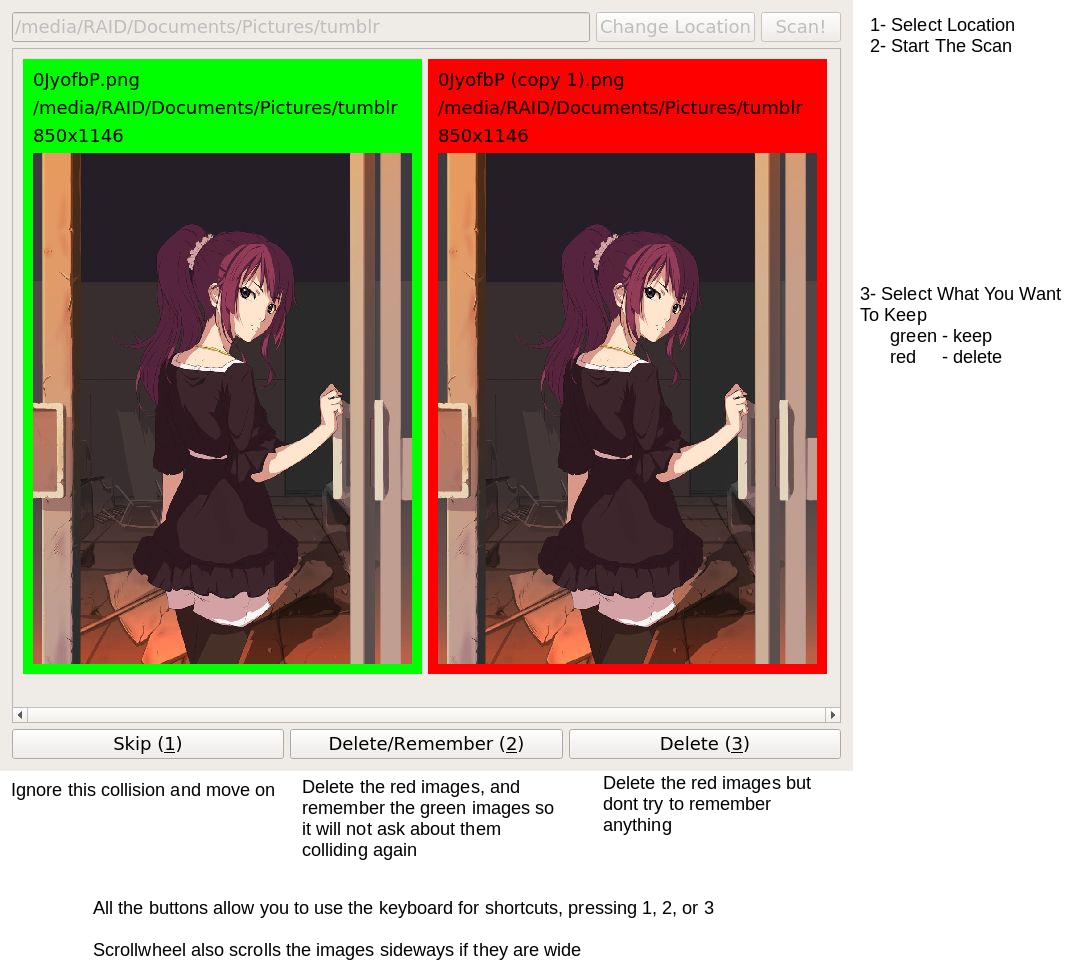 /media/RAID/Documents/Pictures/tumblr
Change Location
Scan!
1- Select Location
2- Start The Scan
0JyofbP.png
/media/RAID/Documents/Pictures/tumblr
850x1146
0JyofbP (copy 1).png
/media/RAID/Documents/Pictures/tumblr
850x1146
3- Select What You Want
To Keep
green - keep
red - delete
Skip (1)
Delete/Remember (2)
Delete (3)
Ignore this collision and move on
Delete the red images, and
remember the green images so
it will not ask about them
colliding again
Delete the red images but
dont try to remember
anything
All the buttons allow you to use the keyboard for shortcuts, pressing 1, 2, or 3
Scrollwheel also scrolls the images sideways if they are wide